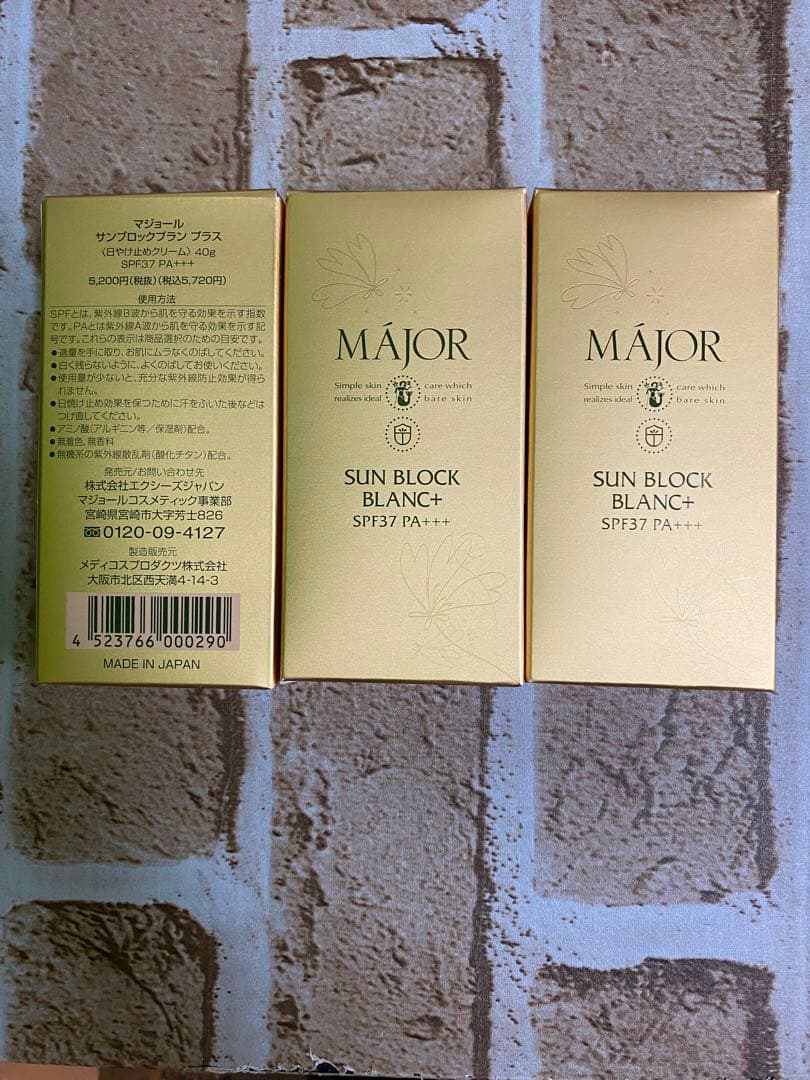 マジョール
サンブロックブラン プラス
〈日やけ止めクリーム〉 40g
SPF37 PA+++
5,200円(税抜) (税込5,720円)
使用方法
SPFとは、紫外線B波から肌を守る効果を示す指数
です。PAとは紫外線A波から肌を守る効果を示す記
号です。これらの表示は商品選択のための目安です。
●適量を手に取り、お肌にムラなくのばしてください。
●白く残らないように、よくのばしてお使いください。
●使用量が少ないと、充分な紫外線防止効果が得ら
れません。
●日焼け止め効果を保つために汗をふいた後などは
つけ直してください。
●アミノ酸(アルギニン等/保湿剤)配合。
●無着色、無香料
●無機系の紫外線散乱剤(酸化チタン)配合。
発売元/お問い合わせ先
株式会社エクシーズジャパン
マジョールコスメティック事業部
宮崎県宮崎市大字芳士826
0120-09-4127
製造販売元
メディコスプロダクツ株式会社
大阪市北区西天満4-14-3
4 523766 000290
MADE IN JAPAN
MÁJOR
Simple skin care which
realizes ideal bare skin
SUN BLOCK
BLANC+
SPF37 PA+++
MÁJOR
Simple skin care which
realizes ideal bare skin
SUN BLOCK
BLANC+
SPF37 PA+++